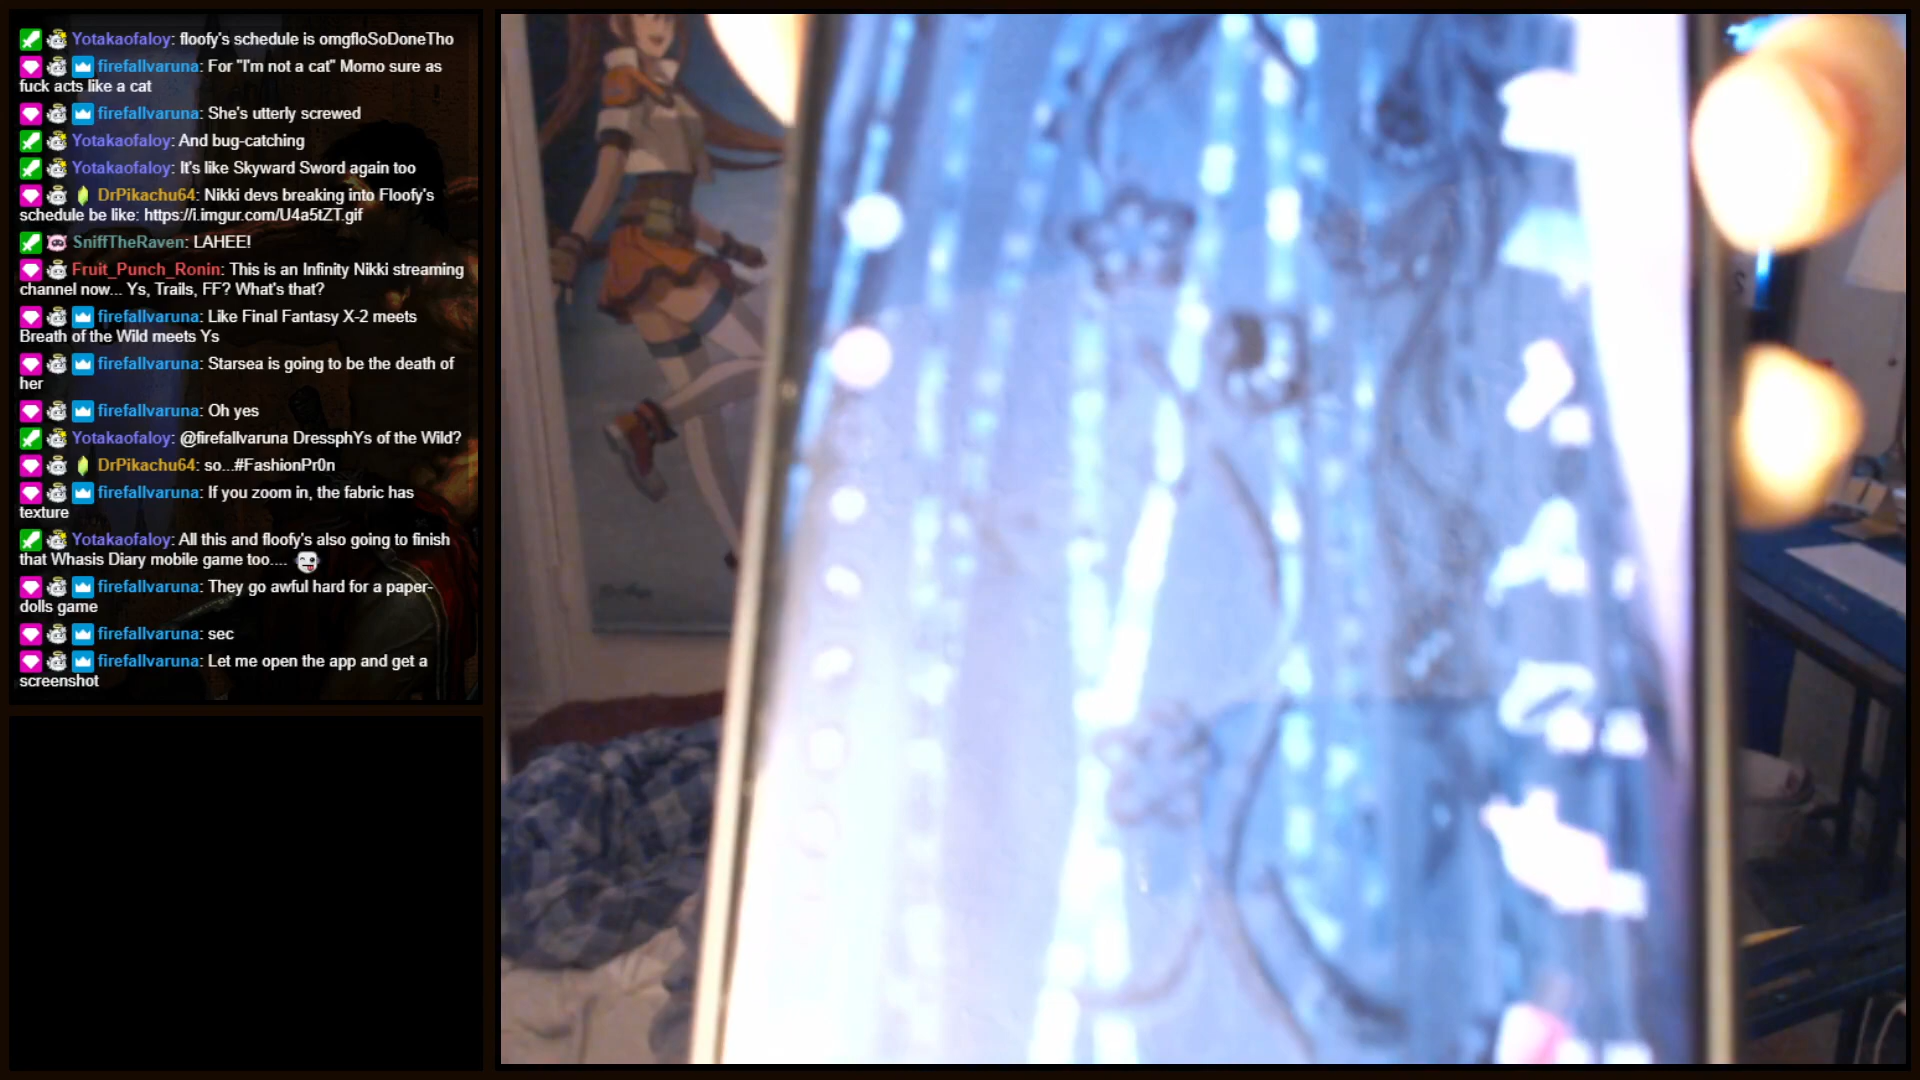 Yotakaofaloy: floofy's schedule is omgfloSoDoneTho
firefallvaruna: For "I'm not a cat" Momo sure as
fuck acts like a cat
firefallvaruna: She's utterly screwed
Yotakaofaloy: And bug-catching
Yotakaofaloy: It's like Skyward Sword again too
DrPikachu64: Nikki devs breaking into Floofy's
schedule be like: https://i.imgur.com/U4a5tZT.gif
SniffTheRaven: LAHEE!
Fruit_Punch_Ronin: This is an Infinity Nikki streaming
channel now... Ys, Trails, FF? What's that?
firefallvaruna: Like Final Fantasy X-2 meets
Breath of the Wild meets Ys
firefallvaruna: Starsea is going to be the death of
her
firefallvaruna: Oh yes
Yotakaofaloy: @firefallvaruna DressphYs of the Wild?
DrPikachu64: so...#FashionPr0n
firefallvaruna: If you zoom in, the fabric has
texture
Yotakaofaloy: All this and floofy's also going to finish
that Whasis Diary mobile game too....
firefallvaruna: They go awful hard for a paper-
dolls game
firefallvaruna: sec
firefallvaruna: Let me open the app and get a
screenshot